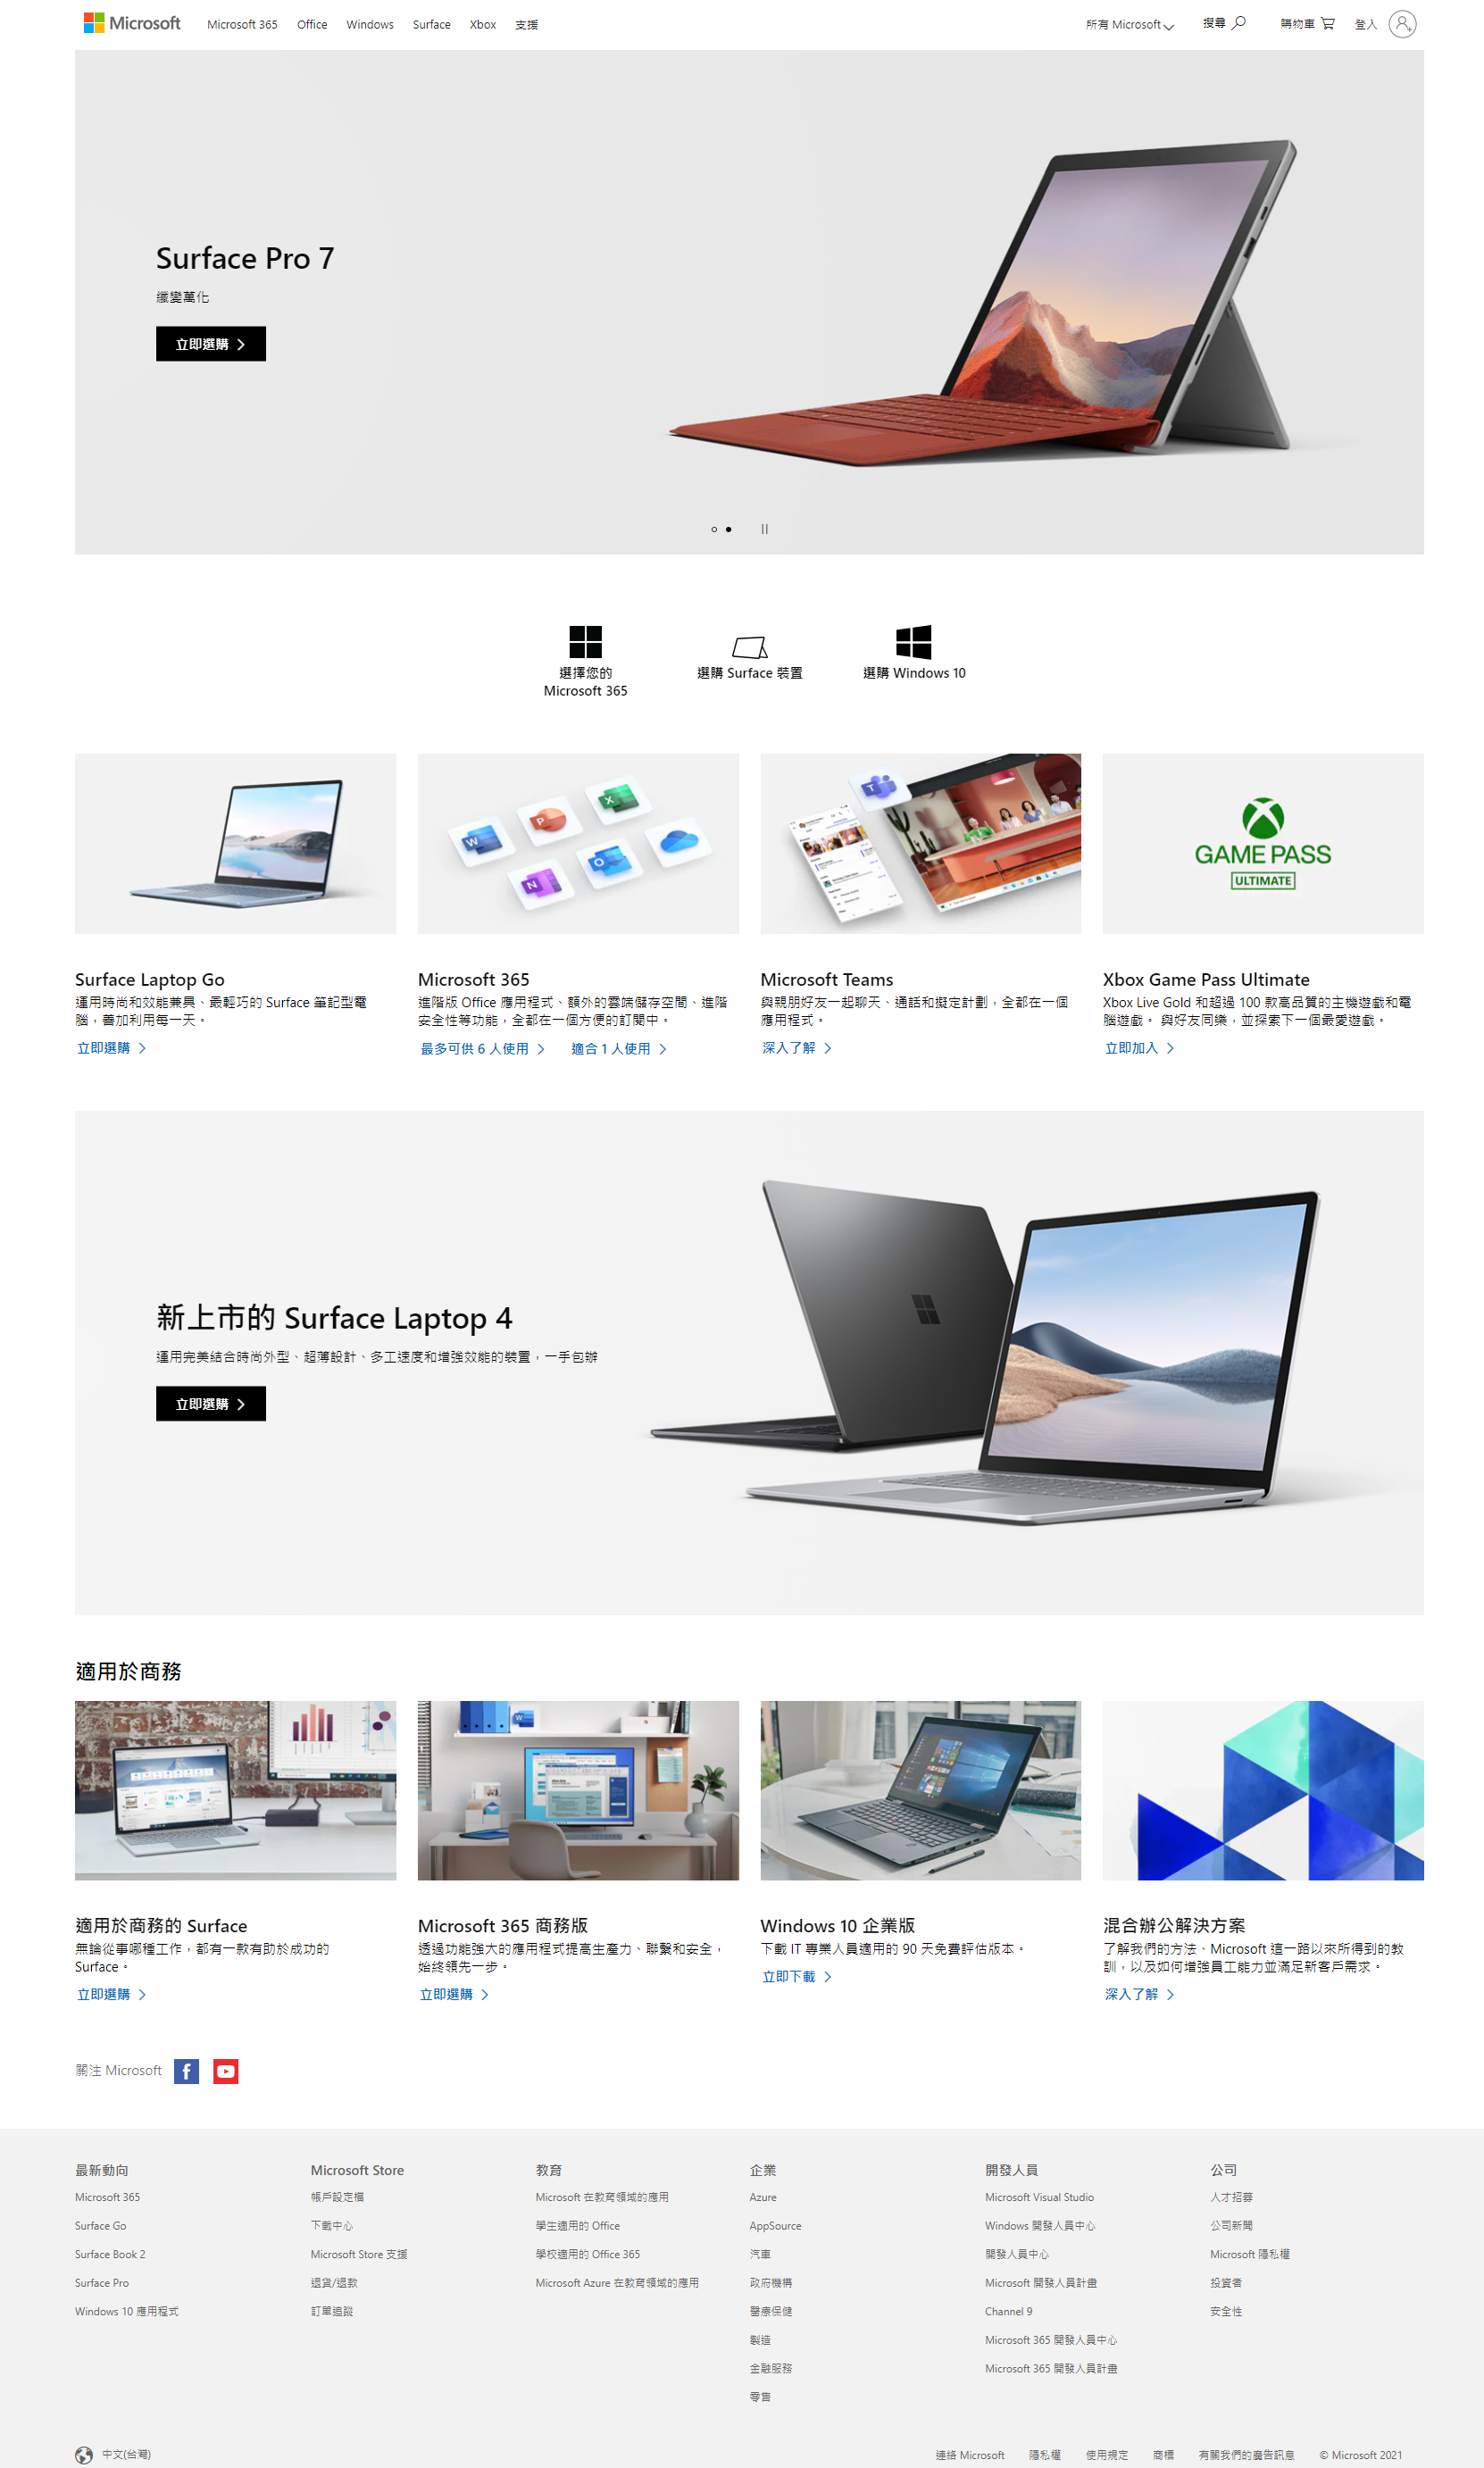 Microsoft
Microsoft 365 Office Windows Surface Xbox 支援
所有 Microsoft 搜尋 購物車 登入
Surface Pro 7
纖變萬化
立即選購
選擇您的
Microsoft 365
選購 Surface 裝置
選購 Windows 10
GAME PASS
ULTIMATE
Surface Laptop Go
運用時尚和效能兼具、最輕巧的 Surface 筆記型電
腦，善加利用每一天。
立即選購
Microsoft 365
進階版 Office 應用程式、額外的雲端儲存空間、進階
安全性等功能，全都在一個方便的訂閱中。
最多可供 6 人使用 適合 1 人使用
Microsoft Teams
與親朋好友一起聊天、通話和擬定計劃，全都在一個
應用程式。
深入了解
Xbox Game Pass Ultimate
Xbox Live Gold 和超過 100 款高品質的主機遊戲和電
腦遊戲。 與好友同樂，並探索下一個最愛遊戲。
立即加入
新上市的 Surface Laptop 4
運用完美結合時尚外型、超薄設計、多工速度和增強效能的裝置，一手包辦
立即選購
適用於商務
適用於商務的 Surface
無論從事哪種工作，都有一款有助於成功的
Surface。
立即選購
Microsoft 365 商務版
透過功能強大的應用程式提高生產力、聯繫和安全，
始終領先一步。
立即選購
Windows 10 企業版
下載 IT 專業人員適用的 90 天免費評估版本。
立即下載
混合辦公解決方案
了解我們的方法、Microsoft 這一路以來所得到的教
訓，以及如何增強員工能力並滿足新客戶需求。
深入了解
關注 Microsoft
最新動向
Microsoft 365
Surface Go
Surface Book 2
Surface Pro
Windows 10 應用程式
Microsoft Store
帳戶設定檔
下載中心
Microsoft Store 支援
退貨/退款
訂單追蹤
教育
Microsoft 在教育領域的應用
學生適用的 Office
學校適用的 Office 365
Microsoft Azure 在教育領域的應用
企業
Azure
AppSource
汽車
政府機構
醫療保健
製造
金融服務
零售
開發人員
Microsoft Visual Studio
Windows 開發人員中心
開發人員中心
Microsoft 開發人員計畫
Channel 9
Microsoft 365 開發人員中心
Microsoft 365 開發人員計畫
公司
人才招募
公司新聞
Microsoft 隱私權
投資者
安全性
中文(台灣)
連絡 Microsoft 隱私權 使用規定 商標 有關我們的廣告訊息 © Microsoft 2021